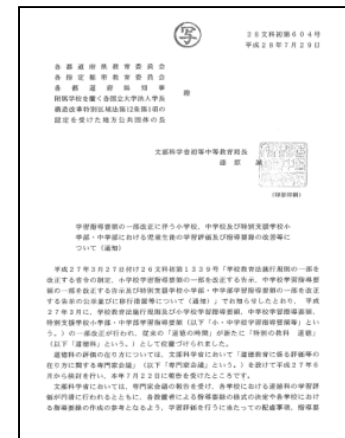 写
28文科初第604号
平成28年7月29日
各都道府県教育委員会
各指定都市教育委員会
各都道府県知事
附属学校を置く各国立大学法人学長
構造改革特別区域法第12条第1項の
認定を受けた地方公共団体の長
殿
文部科学省初等中等教育局長
藤原 誠
(印影印刷)
学習指導要領の一部改正に伴う小学校、中学校及び特別支援学校小
学部・中学部における児童生徒の学習評価及び指導要録の改善等に
ついて(通知)
平成27年3月27日付け26文科初第1339号「学校教育法施行規則の一部を
改正する省令の制定、小学校学習指導要領の一部を改正する告示、中学校学習指導要
領の一部を改正する告示及び特別支援学校小学部・中学部学習指導要領の一部を改正
する告示の公示並びに移行措置等について(通知)」でお知らせしたとおり、平成
27年3月に、学校教育法施行規則及び小学校学習指導要領、中学校学習指導要領、
特別支援学校小学部・中学部学習指導要領(以下「小・中学校学習指導要領等」とい
う。)の一部改正が行われ、従来の「道徳の時間」が新たに「特別の教科 道徳」
(以下「道徳科」という。)として位置づけられました。
道徳科の評価の在り方については、文部科学省において「道徳教育に係る評価等の
在り方に関する専門家会議」(以下「専門家会議」という。)を設けて平成27年6
月から検討を行い、本年7月22日に報告を受けたところです。
文部科学省においては、専門家会議の報告を受け、各学校における道徳科の学習評
価が円滑に行われるとともに、各設置者による指導要録の様式の決定や各学校におけ
る指導要録の作成の参考となるよう、学習評価を行うに当たっての配慮事項、指導要